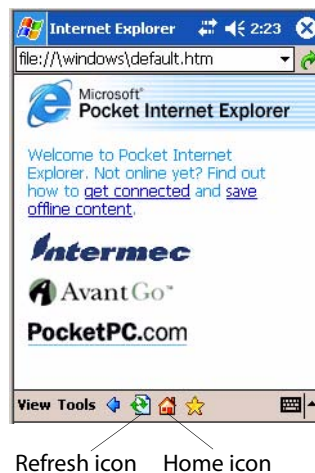 Internet Explorer 2:23
file://\windows\default.htm
Microsoft®
Pocket Internet Explorer
Welcome to Pocket Internet
Explorer. Not online yet? Find out
how to get connected and save
offline content.
Intermec
AvantGo™
PocketPC.com
View Tools
Refresh icon Home icon